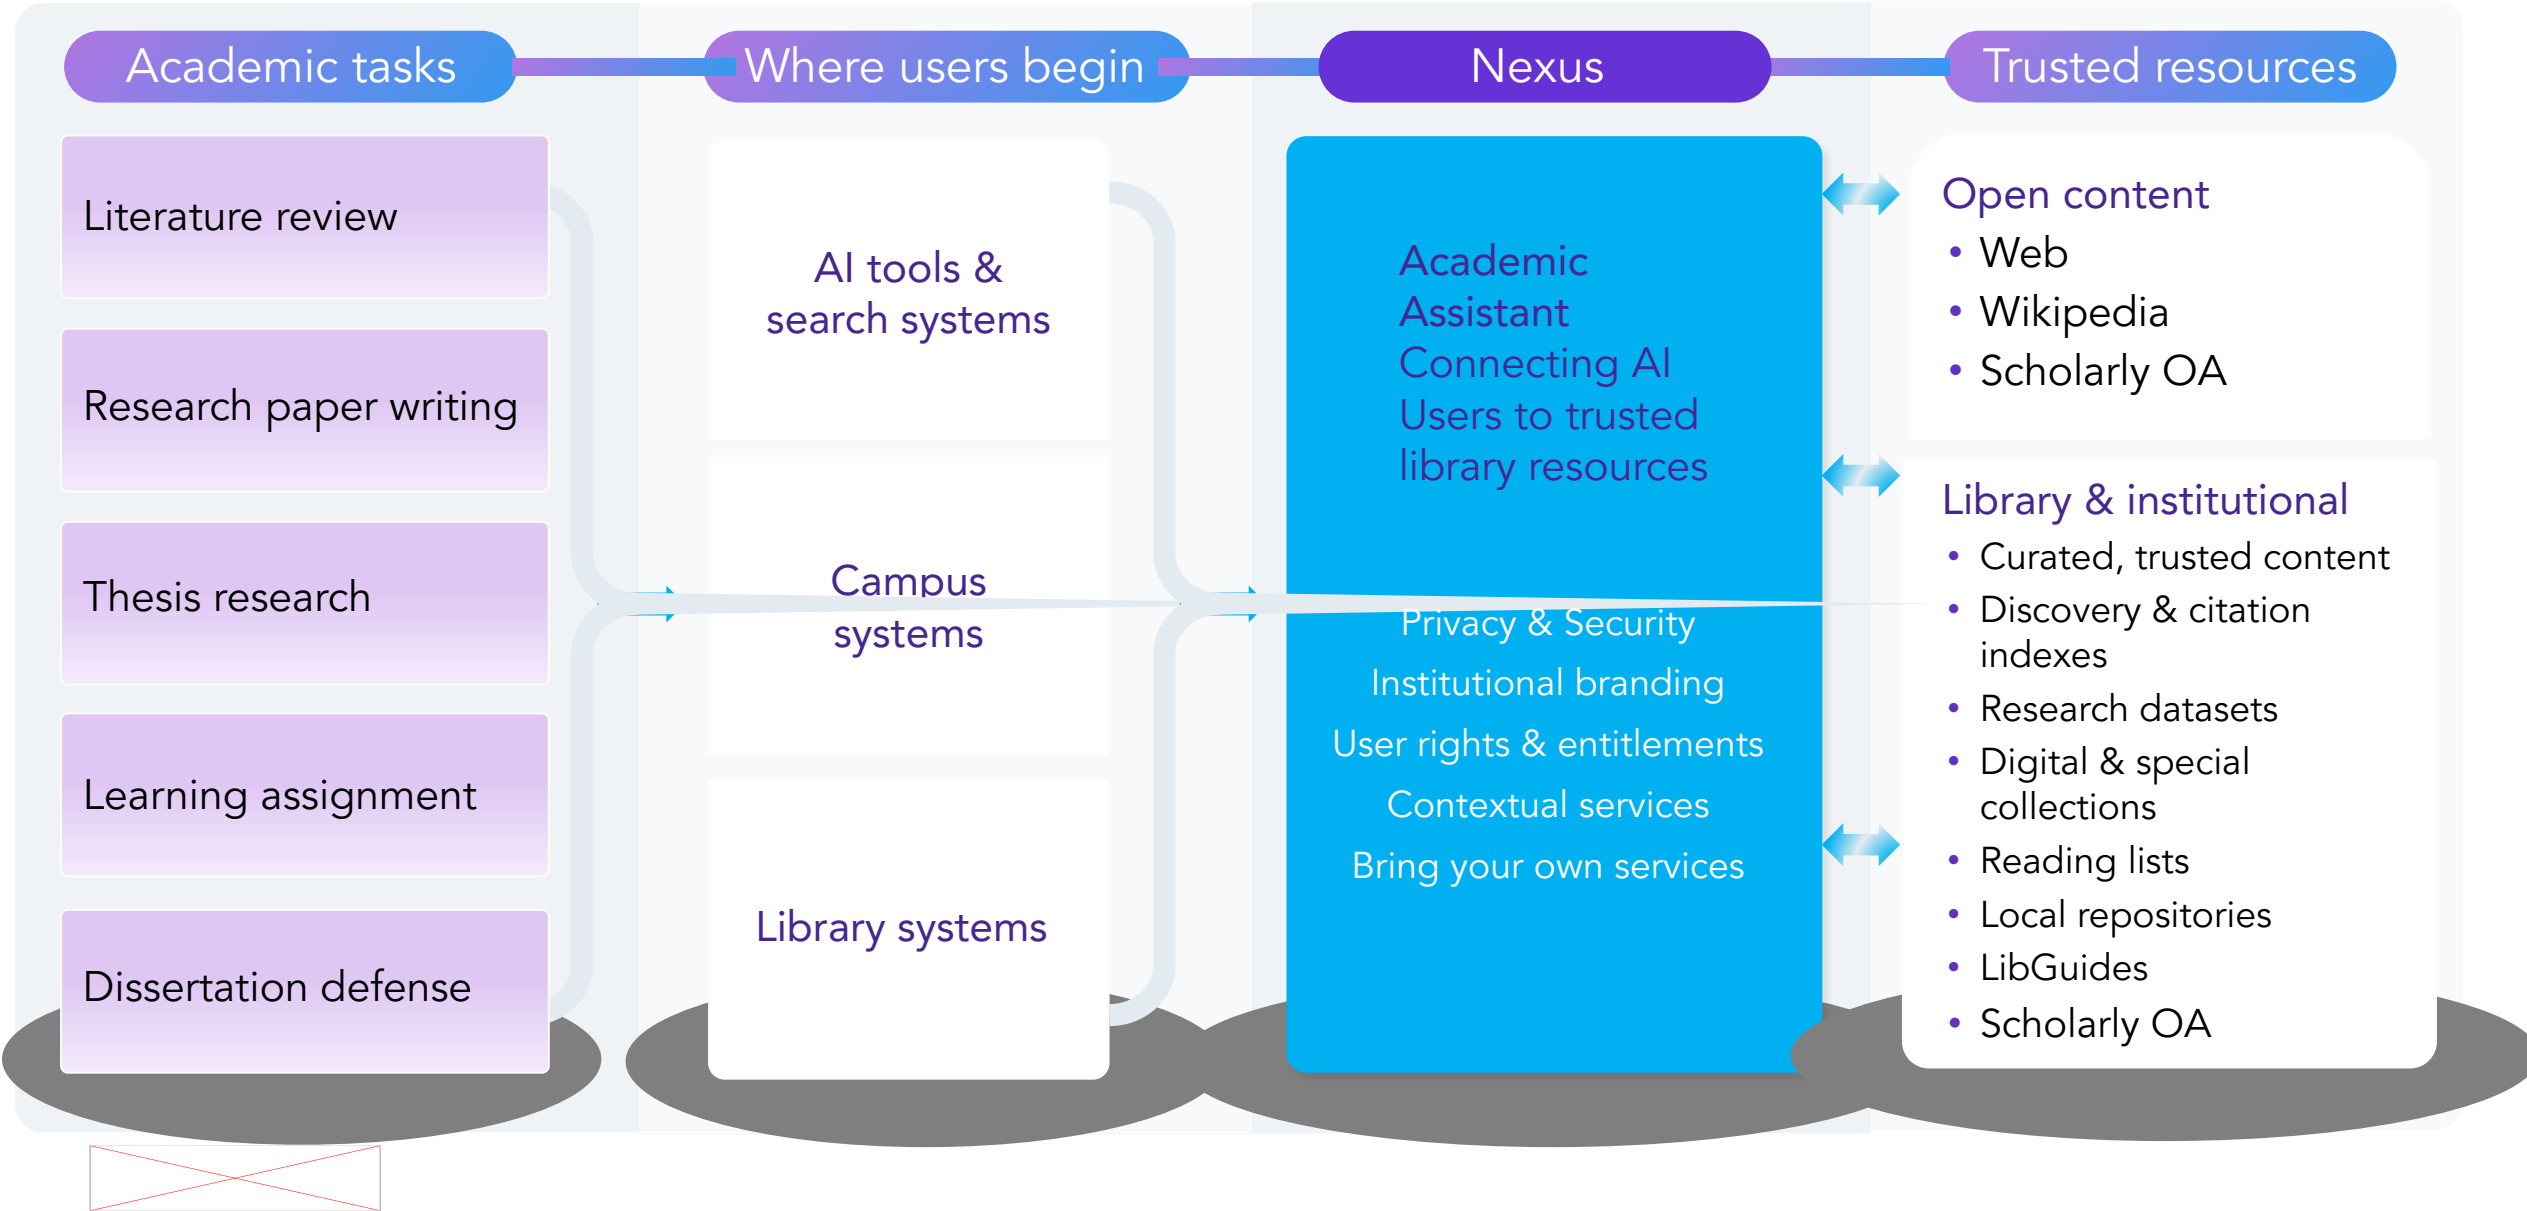 Academic tasks
Where users begin
Nexus
Trusted resources
Literature review
Research paper writing
Thesis research
Learning assignment
Dissertation defense
AI tools &
search systems
Campus
systems
Library systems
Academic
Assistant
Connecting AI
Users to trusted
library resources
Privacy & Security
Institutional branding
User rights & entitlements
Contextual services
Bring your own services
Open content
• Web
• Wikipedia
• Scholarly OA
Library & institutional
• Curated, trusted content
• Discovery & citation
indexes
• Research datasets
• Digital & special
collections
• Reading lists
• Local repositories
• LibGuides
• Scholarly OA